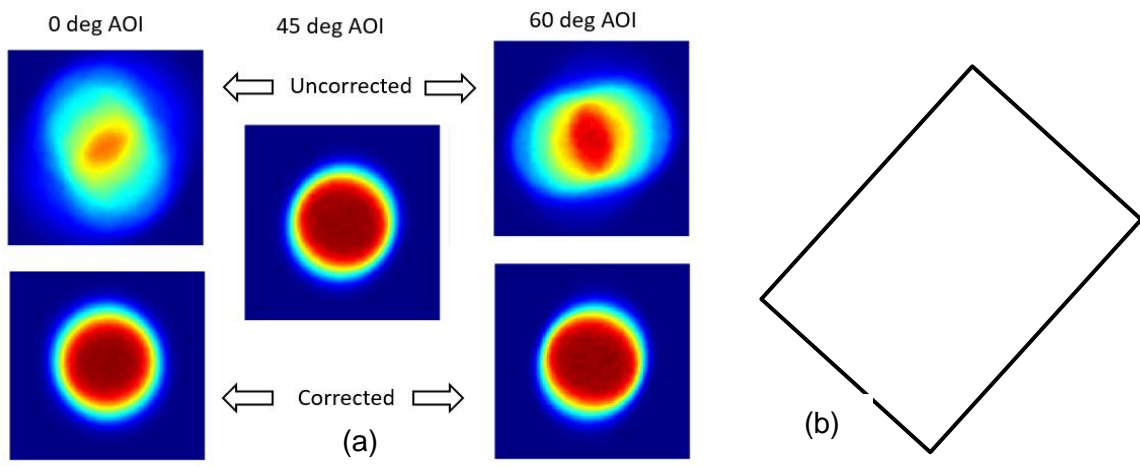 0 deg AOI
45 deg AOI
60 deg AOI
Uncorrected
Corrected
(a)
(b)